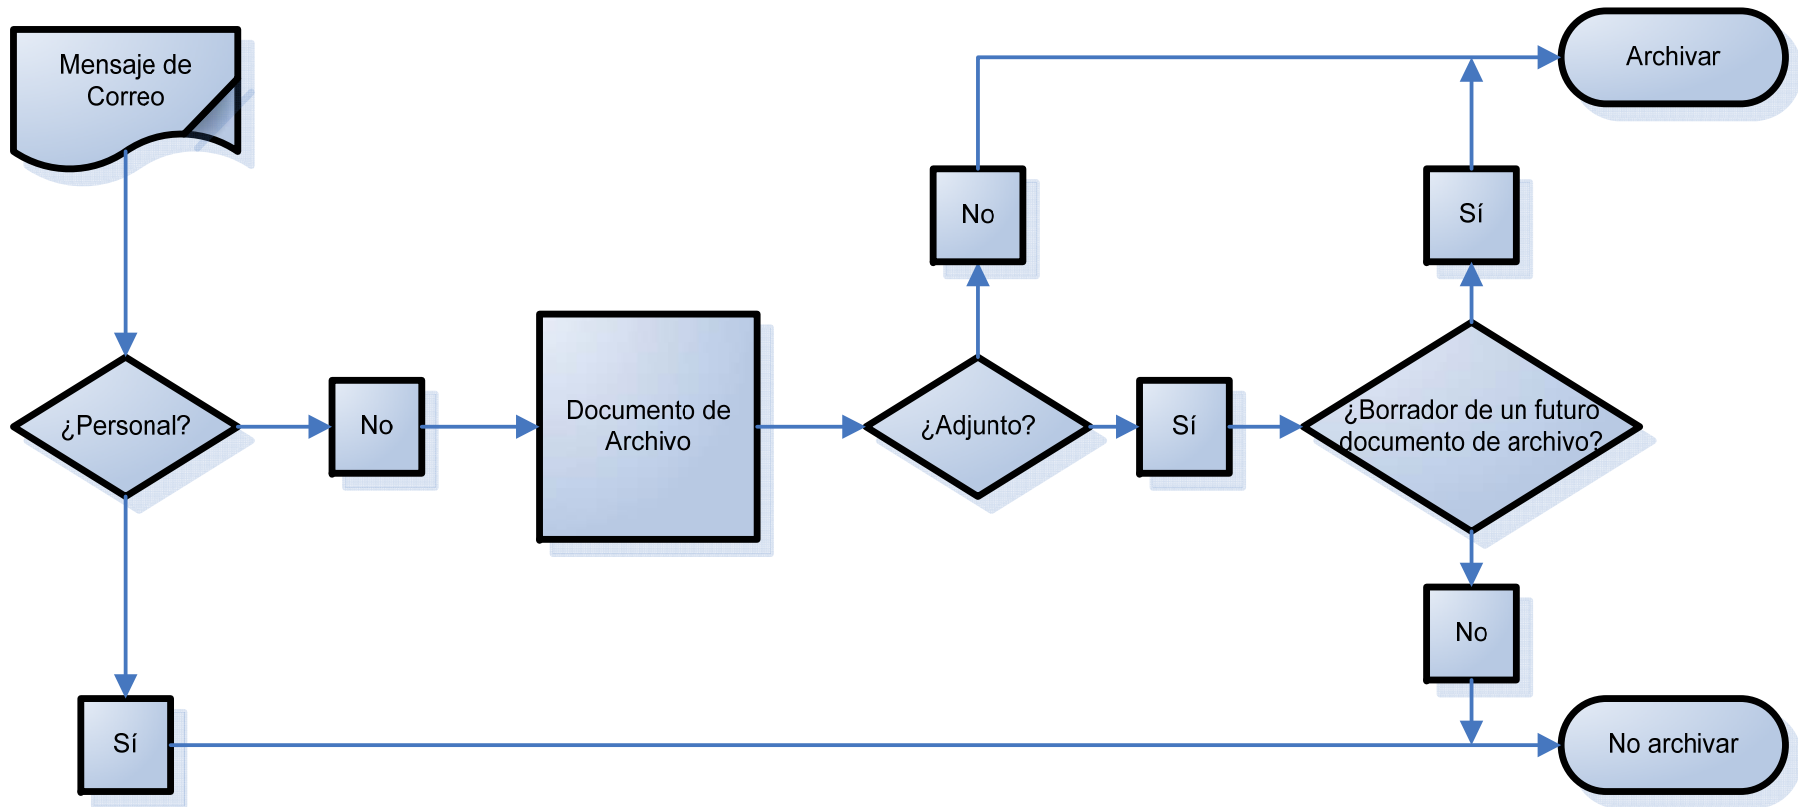 Mensaje de
Correo
Archivar
No
Sí
¿Personal?
No
Documento de
Archivo
¿Adjunto?
Sí
¿Borrador de un futuro
documento de archivo?
No
Sí
No archivar